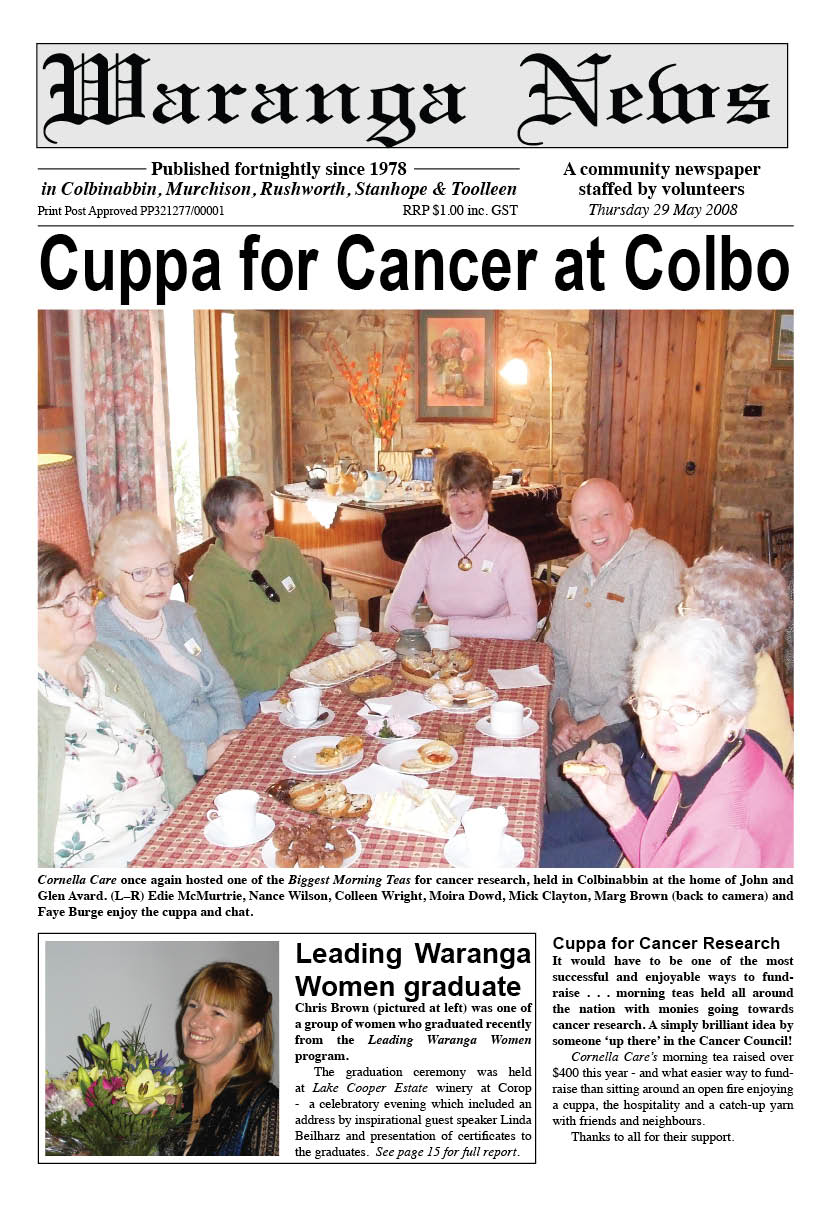 Waranga News
Published fortnightly since 1978
in Colbinabbin, Murchison, Rushworth, Stanhope & Toolleen
Print Post Approved PP321277/00001
RRP $1.00 inc. GST
A community newspaper
staffed by volunteers
Thursday 29 May 2008
Cuppa for Cancer at Colbo
Cornella Care once again hosted one of the Biggest Morning Teas for cancer research, held in Colbinabbin at the home of John and
Glen Avard. (L–R) Edie McMurtrie, Nance Wilson, Colleen Wright, Moira Dowd, Mick Clayton, Marg Brown (back to camera) and
Faye Burge enjoy the cuppa and chat.
Leading Waranga
Women graduate
Chris Brown (pictured at left) was one of
a group of women who graduated recently
from the Leading Waranga Women
program.
The graduation ceremony was held
at Lake Cooper Estate winery at Corop
- a celebratory evening which included an
address by inspirational guest speaker Linda
Beilharz and presentation of certificates to
the graduates. See page 15 for full report.
Cuppa for Cancer Research
It would have to be one of the most
successful and enjoyable ways to fund-
raise . . . morning teas held all around
the nation with monies going towards
cancer research. A simply brilliant idea by
someone ‘up there’ in the Cancer Council!
Cornella Care's morning tea raised over
$400 this year - and what easier way to fund-
raise than sitting around an open fire enjoying
a cuppa, the hospitality and a catch-up yarn
with friends and neighbours.
Thanks to all for their support.